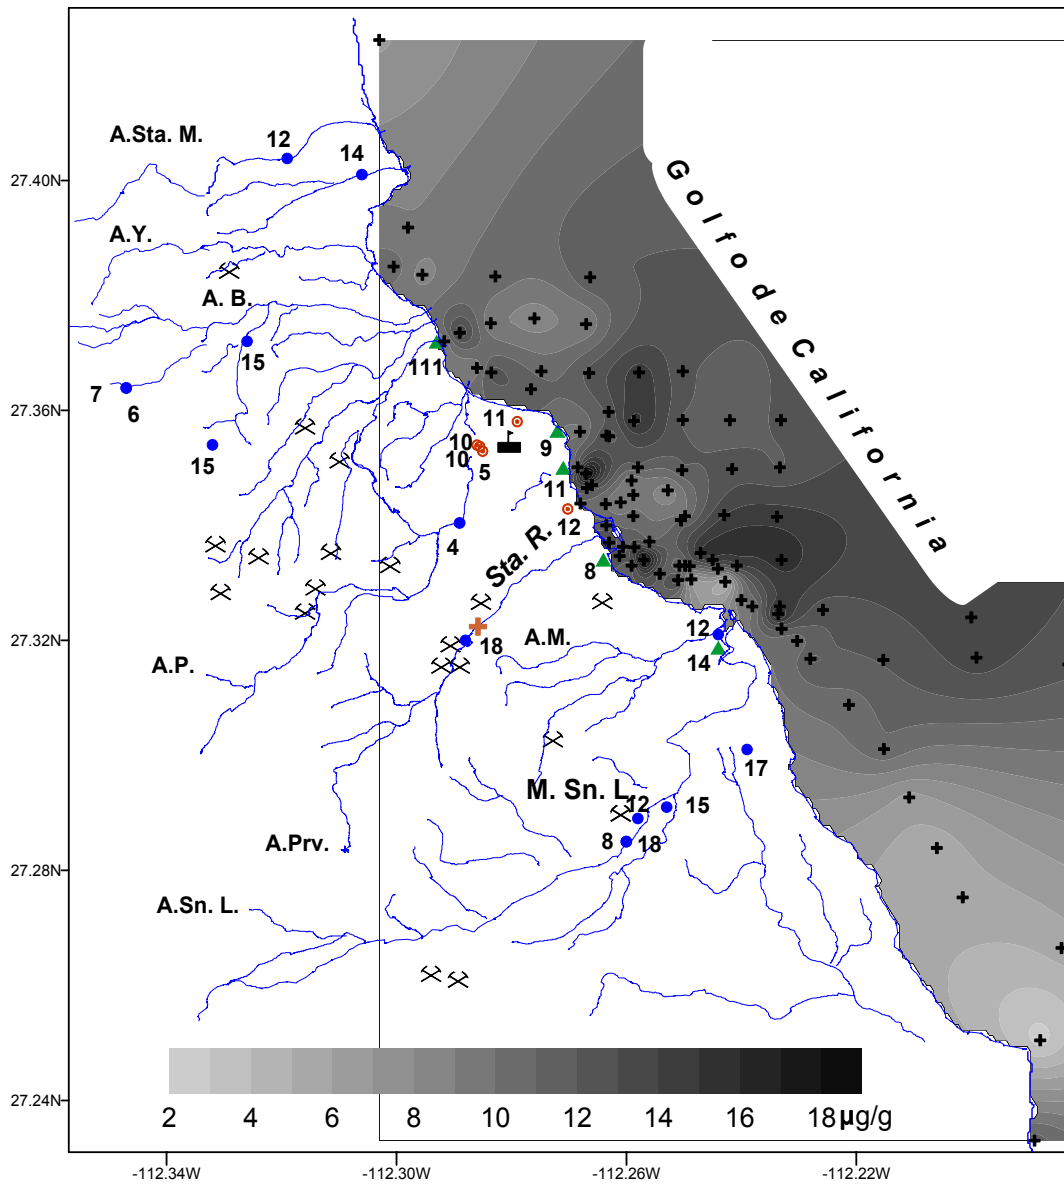 A.Sta. M.
12
14
27.40N
Golfo de California
A.Y.
A. B.
15
111
7
6
27.36N
11
10
10
5
9
15
11
12
4
Sta. R.
8
27.32N
18
A.M.
12
14
A.P.
17
M. Sn. L.
12
15
8
18
A.Prv.
27.28N
A.Sn. L.
27.24N
2 4 6 8 10 12 14 16 18 µg/g
-112.34W -112.30W -112.26W -112.22W